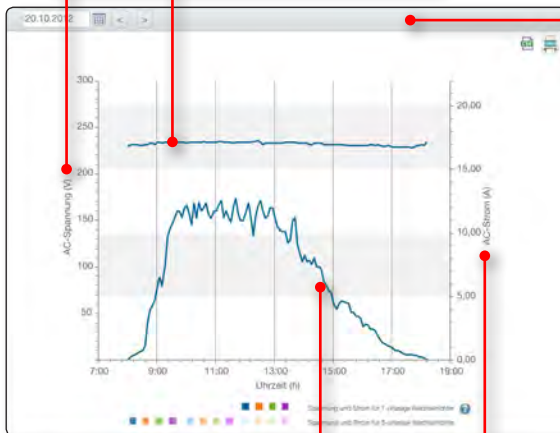 20.10.2012 < >
300
250
200
150
100
50
AC-Spannung (V)
20,00
15,00
10,00
5,00
0,00
AC-Strom (A)
7:00 9:00 11:00 13:00 15:00 17:00 19:00
Uhrzeit (h)
Spannung und Strom für 1-phasige Wechselrichter ?
Spannung und Strom für 3-phasige Wechselrichter